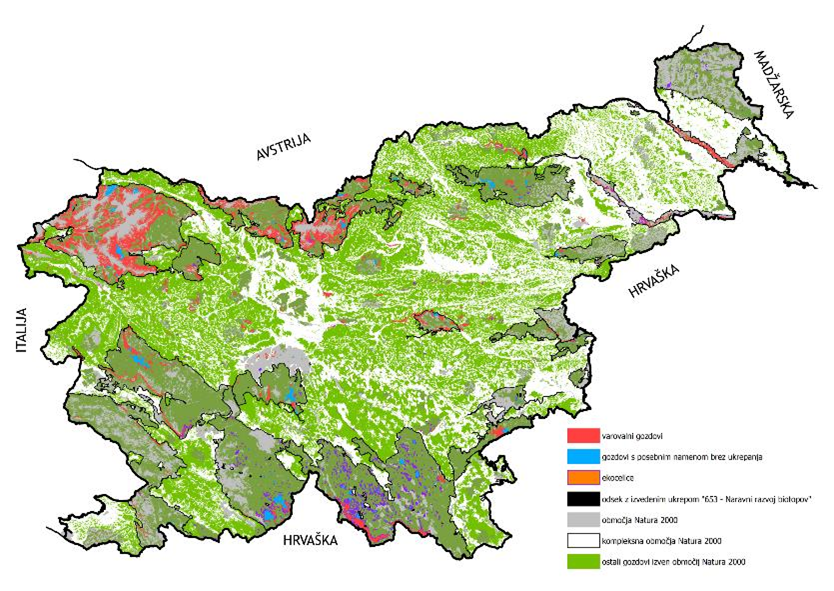 MADŽARSKA
AVSTRIJA
HRVAŠKA
ITALIJA
HRVAŠKA
varovalni gozdovi
gozdovi s posebnim namenom brez ukrepanja
ekocelice
odsek z izvedenim ukrepom "653 - Naravni razvoj biotopov"
območja Natura 2000
kompleksna območja Natura 2000
ostali gozdovi izven območij Natura 2000